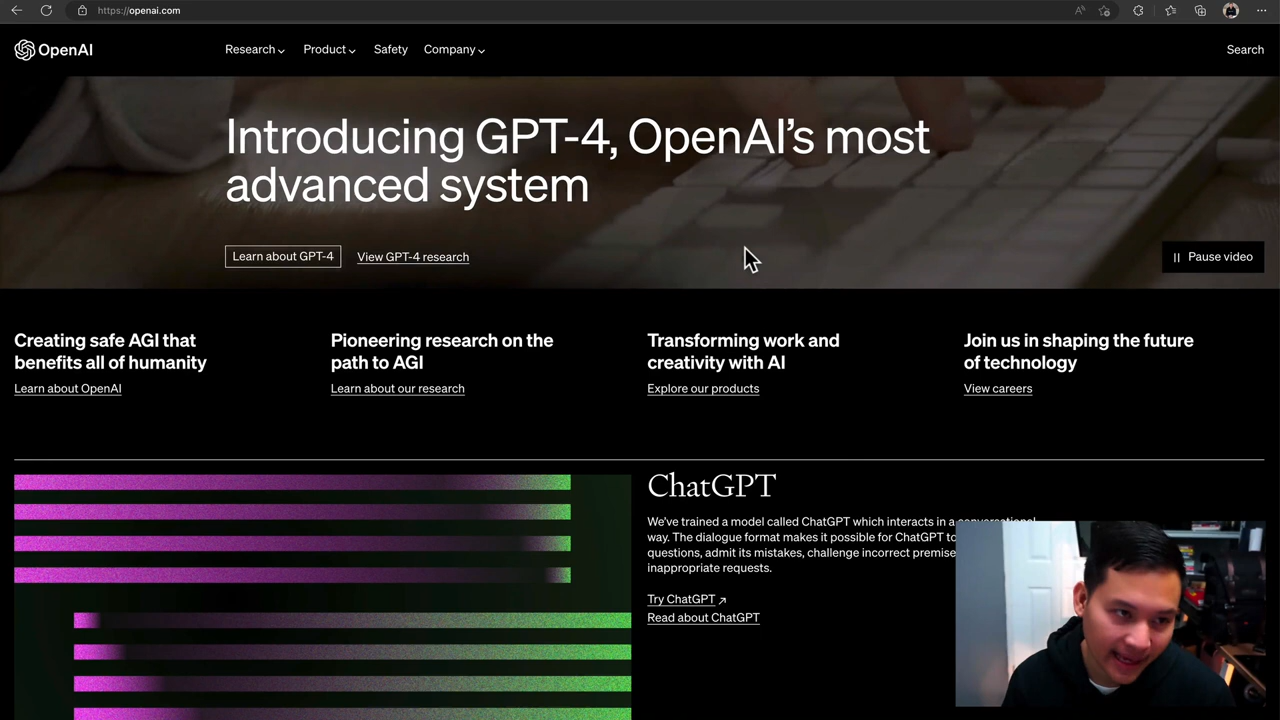 https://openai.com
OpenAI
Research
Product
Safety
Company
Search
Introducing GPT-4, OpenAI's most
advanced system
Learn about GPT-4
View GPT-4 research
Pause video
Creating safe AGI that
benefits all of humanity
Learn about OpenAI
Pioneering research on the
path to AGI
Learn about our research
Transforming work and
creativity with AI
Explore our products
Join us in shaping the future
of technology
View careers
ChatGPT
We've trained a model called ChatGPT which interacts in a conversational
way. The dialogue format makes it possible for ChatGPT to
questions, admit its mistakes, challenge incorrect premise
inappropriate requests.
Try ChatGPT ↗
Read about ChatGPT